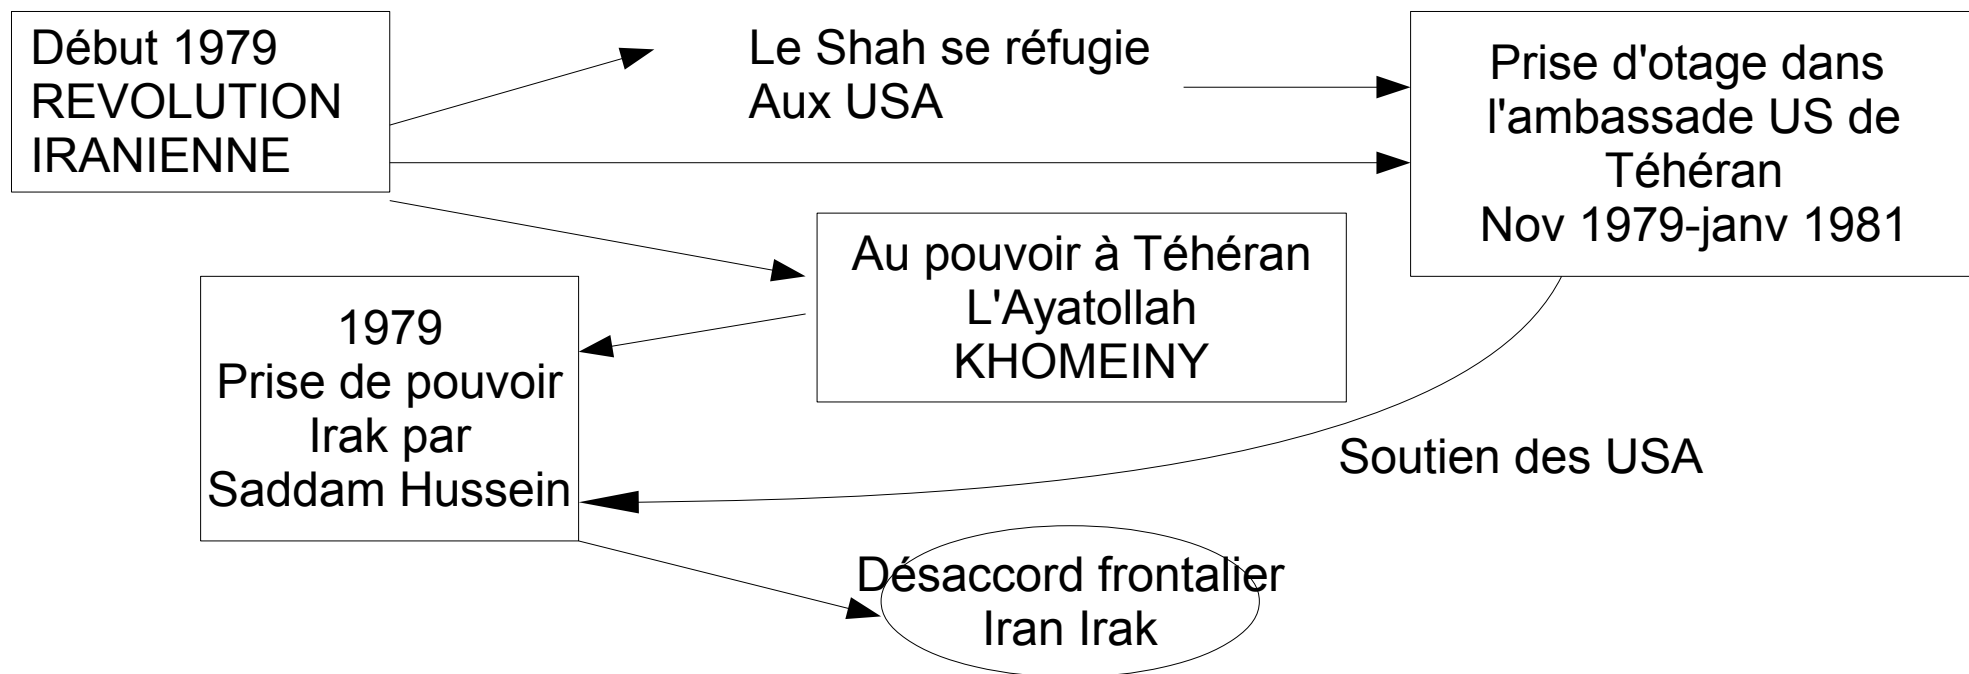 Début 1979
REVOLUTION
IRANIENNE
Le Shah se réfugie
Aux USA
Prise d'otage dans
l'ambassade US de
Téhéran
Nov 1979-janv 1981
Au pouvoir à Téhéran
L'Ayatollah
KHOMEINY
1979
Prise de pouvoir
Irak par
Saddam Hussein
Soutien des USA
Désaccord frontalier
Iran Irak